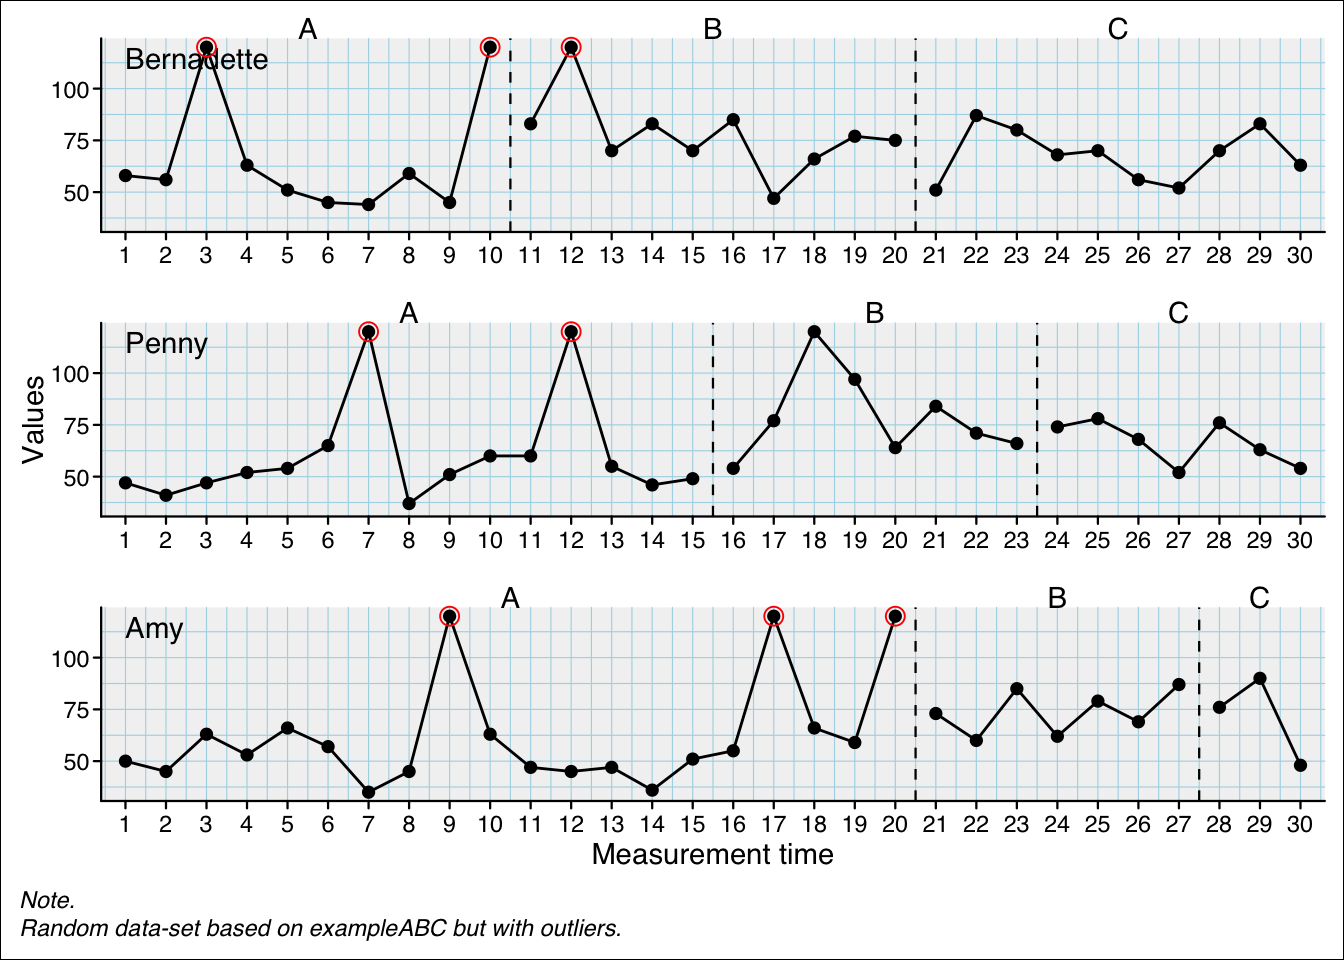 A B C
Bernadette
100
75
50
1 2 3 4 5 6 7 8 9 10 11 12 13 14 15 16 17 18 19 20 21 22 23 24 25 26 27 28 29 30
A B C
Penny
100
75
50
Values
1 2 3 4 5 6 7 8 9 10 11 12 13 14 15 16 17 18 19 20 21 22 23 24 25 26 27 28 29 30
A B C
Amy
100
75
50
1 2 3 4 5 6 7 8 9 10 11 12 13 14 15 16 17 18 19 20 21 22 23 24 25 26 27 28 29 30
Measurement time
Note.
Random data-set based on exampleABC but with outliers.